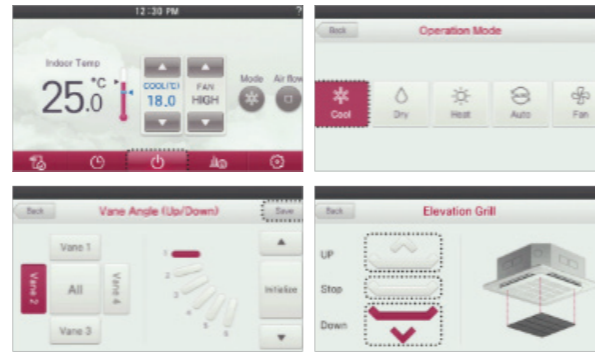 12:30 PM
?
Indoor Temp
25.0°C
COOL(℃)
18.0
FAN
HIGH
Mode
Air flow
Back
Operation Mode
Cool
Dry
Heat
Auto
Fan
Back
Vane Angle (Up/Down)
Save
Vane 1
Vane 2
All
Vane 4
Vane 3
1
2
3
4
5
6
Initialize
Back
Elevation Grill
UP
Stop
Down